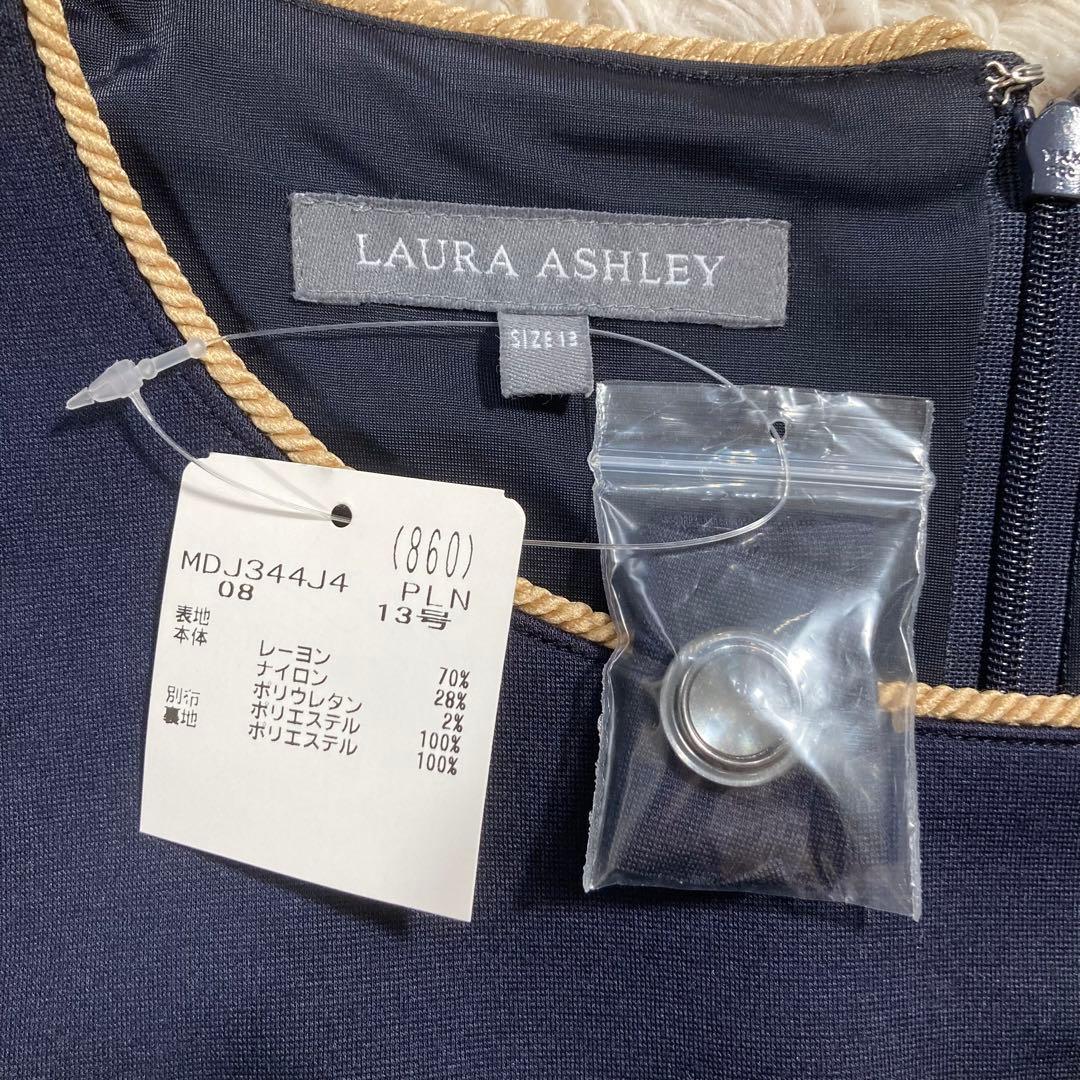 LAURA ASHLEY
SIZE 13
(860)
MDJ344J4 PLN
08 13号
表地
本体
レーヨン 70%
ナイロン 28%
ポリウレタン 2%
別布 ポリエステル 100%
裏地 ポリエステル 100%
YKK